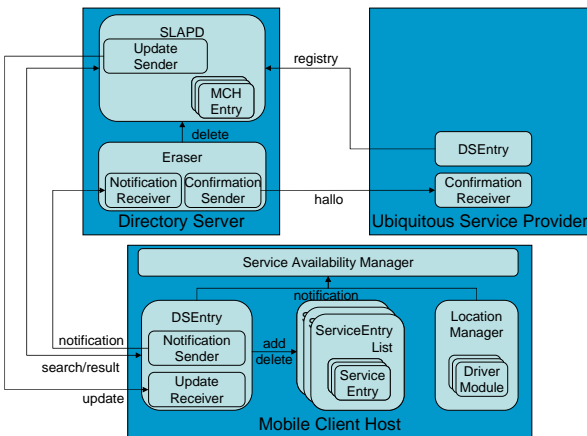 SLAPD
Update
Sender
MCH
Entry
delete
Eraser
Notification
Receiver
Confirmation
Sender
Directory Server
registry
hallo
DSEntry
Confirmation
Receiver
Ubiquitous Service Provider
Service Availability Manager
notification
DSEntry
Notification
Sender
Update
Receiver
add
delete
S
S
ServiceEntry
List
Service
Entry
Location
Manager
Driver
Module
Mobile Client Host
notification
search/result
update